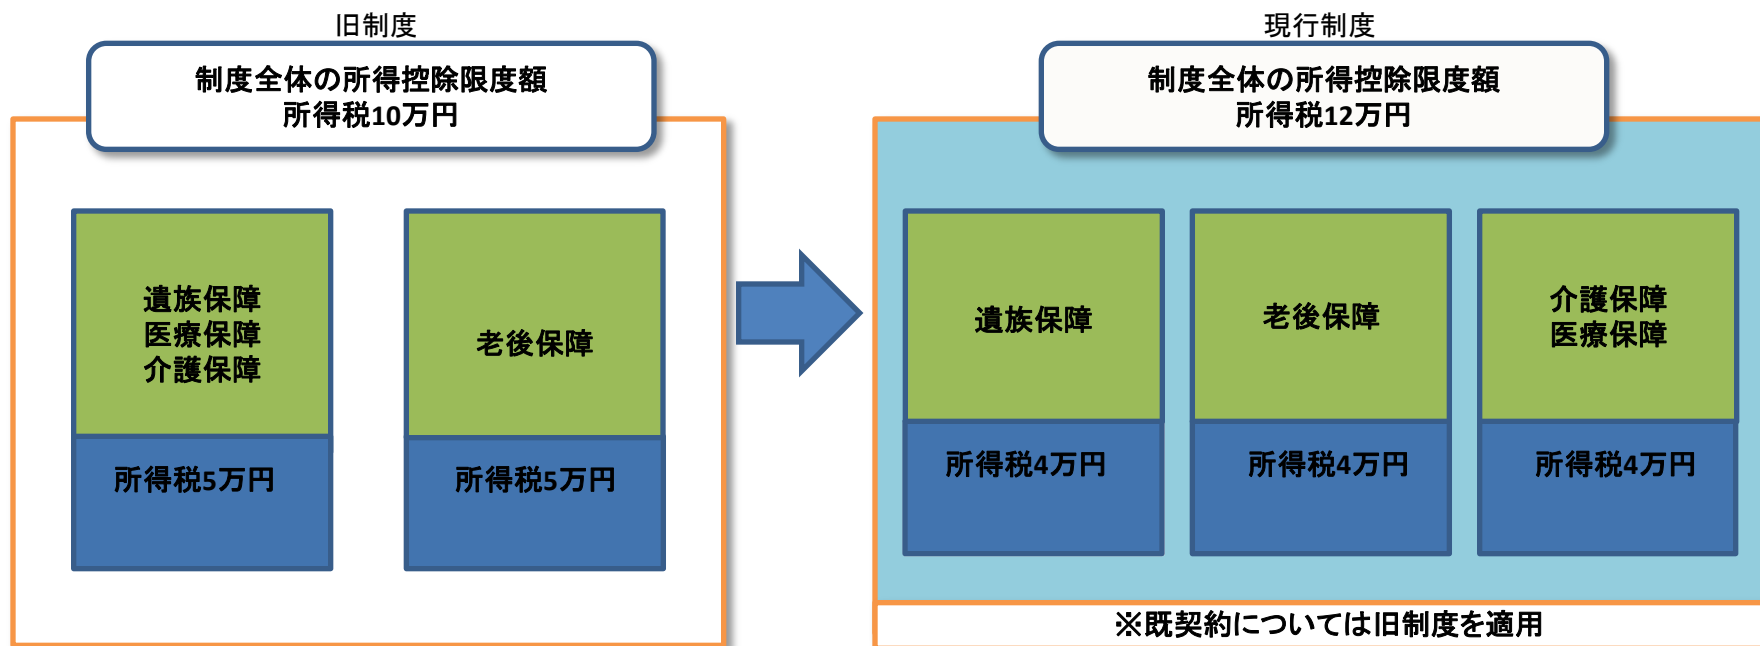 旧制度
制度全体の所得控除限度額
所得税10万円
遺族保障
医療保障
介護保障
所得税5万円
老後保障
所得税5万円
現行制度
制度全体の所得控除限度額
所得税12万円
遺族保障
所得税4万円
老後保障
所得税4万円
介護保障
医療保障
所得税4万円
※既契約については旧制度を適用